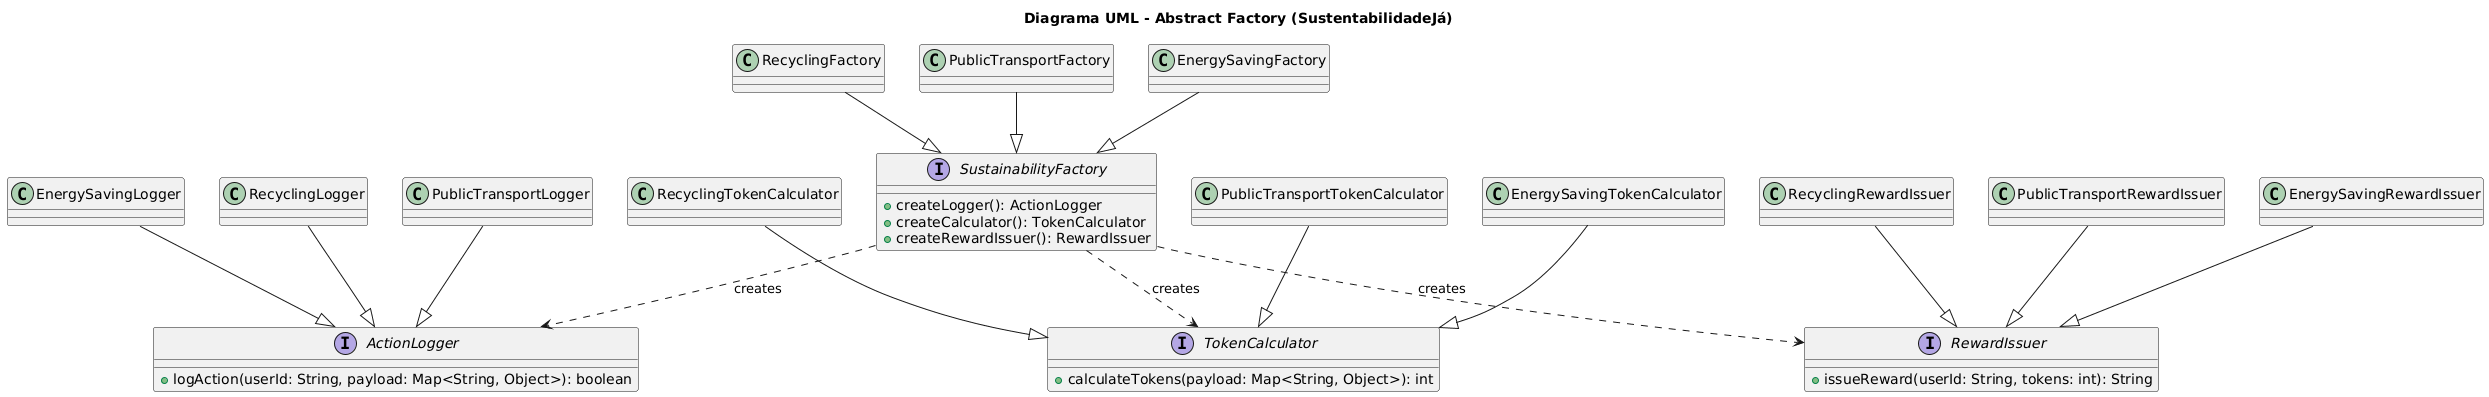 Diagrama UML - Abstract Factory (SustentabilidadeJá)
C RecyclingFactory
C PublicTransportFactory
C EnergySavingFactory
C EnergySavingLogger
C RecyclingLogger
C PublicTransportLogger
C RecyclingTokenCalculator
I SustainabilityFactory
createLogger(): ActionLogger
createCalculator(): TokenCalculator
createRewardIssuer(): RewardIssuer
C PublicTransportTokenCalculator
C EnergySavingTokenCalculator
C RecyclingRewardIssuer
C PublicTransportRewardIssuer
C EnergySavingRewardIssuer
creates
creates
creates
I ActionLogger
logAction(userId: String, payload: Map<String, Object>): boolean
I TokenCalculator
calculateTokens(payload: Map<String, Object>): int
I RewardIssuer
issueReward(userId: String, tokens: int): String